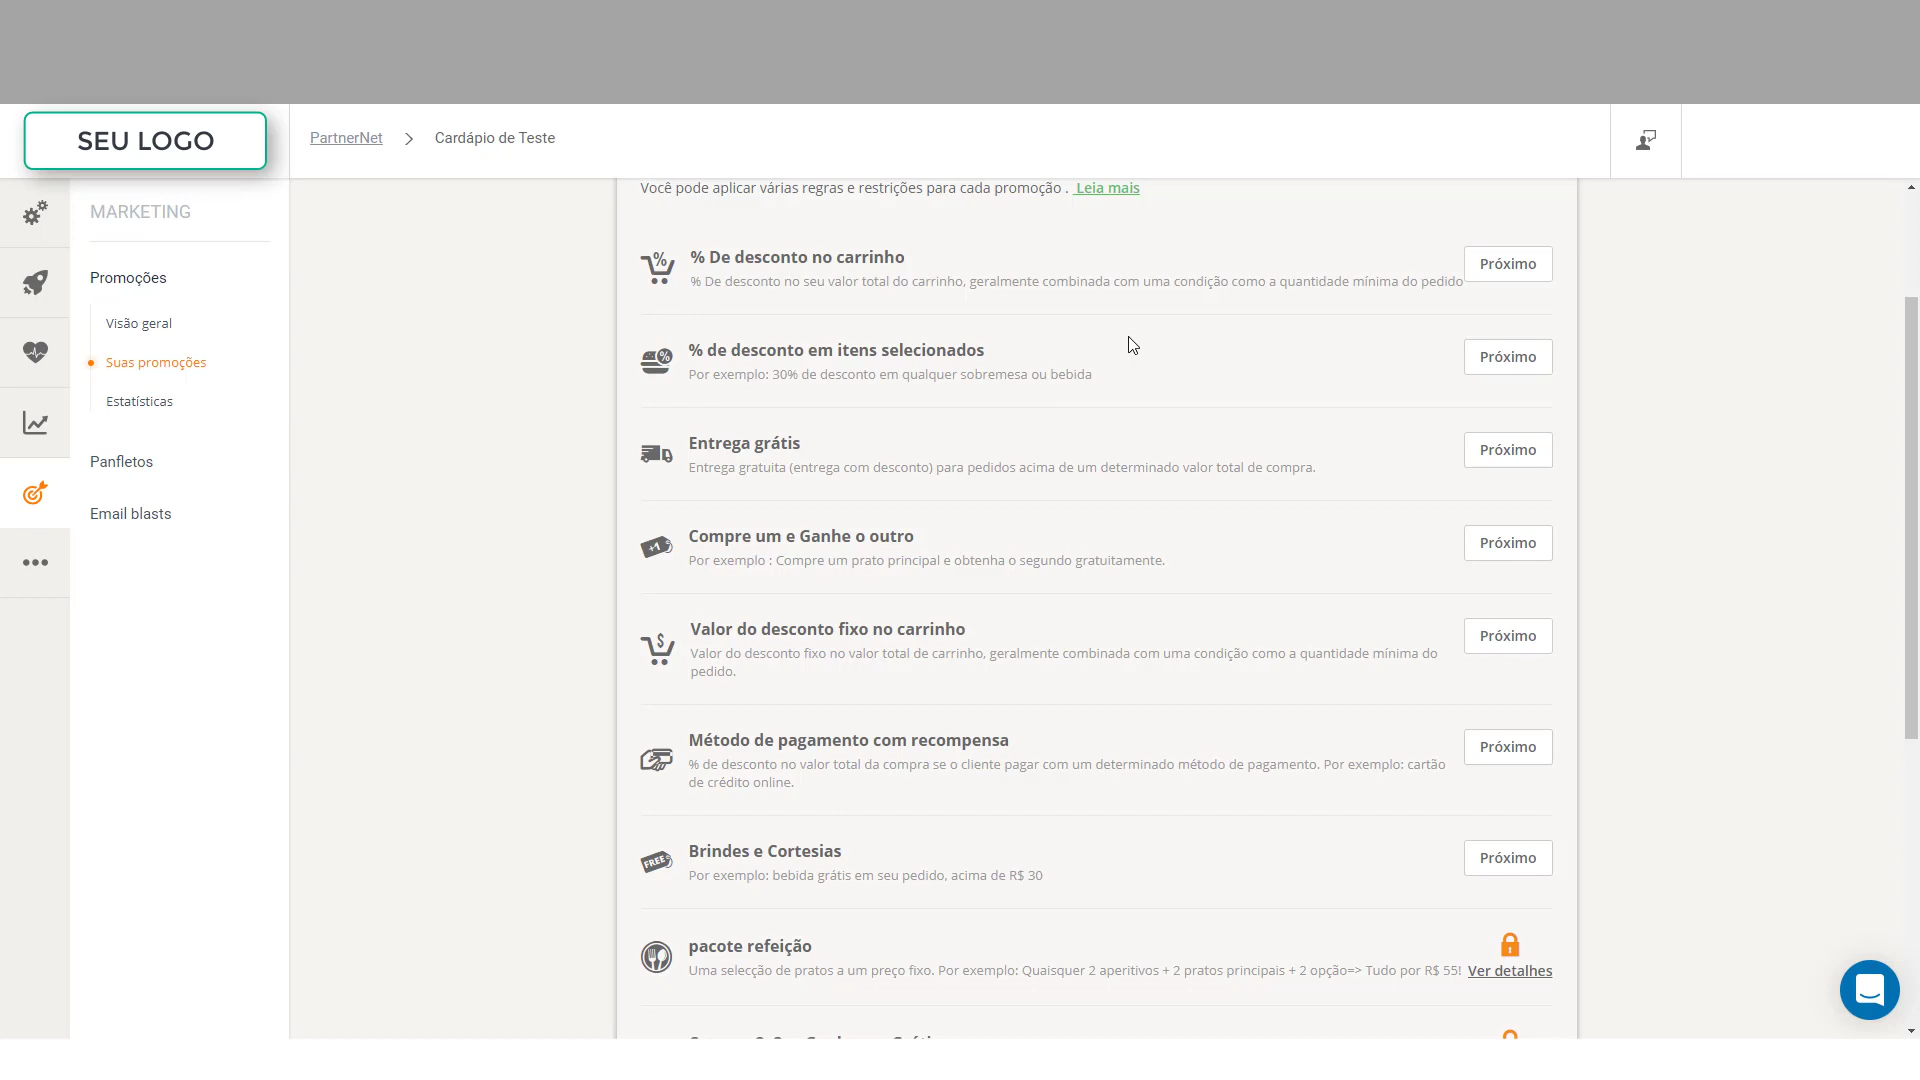 SEU LOGO
PartnerNet
Cardápio de Teste
MARKETING
Promoções
Visão geral
Suas promoções
Estatísticas
Panfletos
Email blasts
Você pode aplicar várias regras e restrições para cada promoção . Leia mais
% De desconto no carrinho
Próximo
% De desconto no seu valor total do carrinho, geralmente combinada com uma condição como a quantidade mínima do pedido
% de desconto em itens selecionados
Próximo
Por exemplo: 30% de desconto em qualquer sobremesa ou bebida
Entrega grátis
Próximo
Entrega gratuita (entrega com desconto) para pedidos acima de um determinado valor total de compra.
+1
Compre um e Ganhe o outro
Próximo
Por exemplo : Compre um prato principal e obtenha o segundo gratuitamente.
Valor do desconto fixo no carrinho
Próximo
Valor do desconto fixo no valor total de carrinho, geralmente combinada com uma condição como a quantidade mínima do
pedido.
Método de pagamento com recompensa
Próximo
% de desconto no valor total da compra se o cliente pagar com um determinado método de pagamento. Por exemplo: cartão
de crédito online.
FREE
Brindes e Cortesias
Próximo
Por exemplo: bebida grátis em seu pedido, acima de R$ 30
pacote refeição
Uma selecção de pratos a um preço fixo. Por exemplo: Quaisquer 2 aperitivos + 2 pratos principais + 2 opção=> Tudo por R$ 55!
Ver detalhes